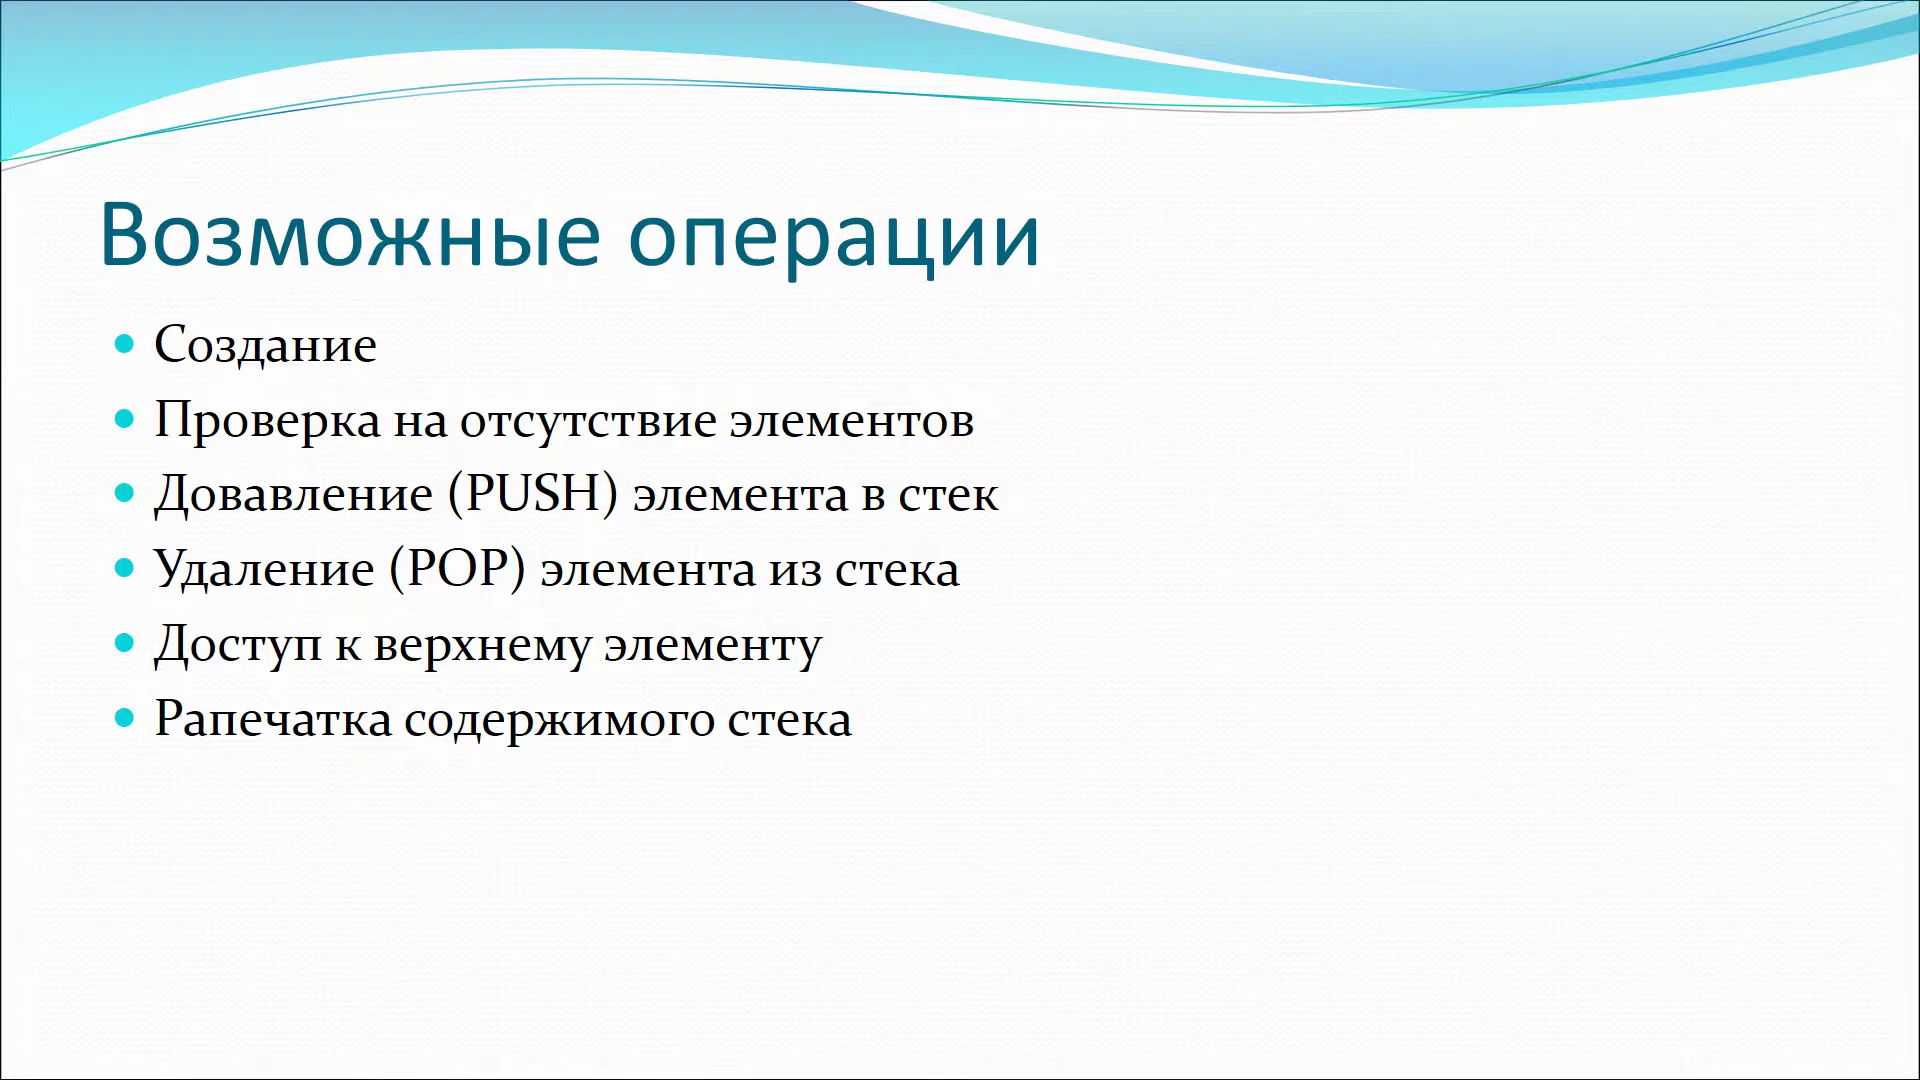 Возможные операции
Создание
Проверка на отсутствие элементов
Довавление (PUSH) элемента в стек
Удаление (POP) элемента из стека
Доступ к верхнему элементу
Рапечатка содержимого стека